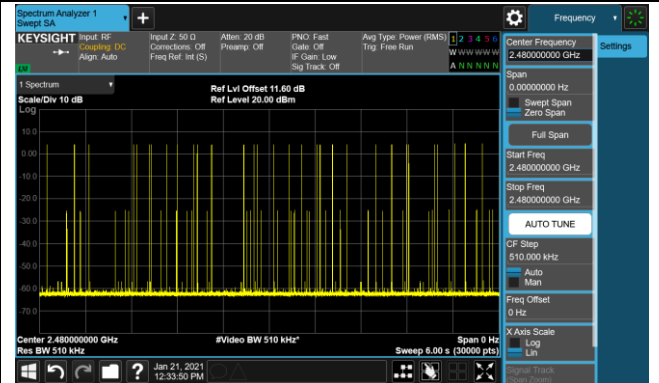 Spectrum Analyzer 1
Swept SA
Frequency
KEYSIGHT
Input: RF
Coupling: DC
Align: Auto
Input Z: 50 Ω
Corrections: Off
Freq Ref: Int (S)
Atten: 20 dB
Preamp: Off
PNO: Fast
Gate: Off
IF Gain: Low
Sig Track: Off
Avg Type: Power (RMS)
Trig: Free Run
1 2 3 4 5 6
W W W W W W
A N N N N N
LXI
1 Spectrum
Scale/Div 10 dB
Ref Lvl Offset 11.60 dB
Ref Level 20.00 dBm
Log
10.0
0.00
-10.0
-20.0
-30.0
-40.0
-50.0
-60.0
-70.0
Center 2.480000000 GHz
Res BW 510 kHz
#Video BW 510 kHz*
Span 0 Hz
Sweep 6.00 s (30000 pts)
Jan 21, 2021
12:33:50 PM
Center Frequency
2.480000000 GHz
Settings
Span
0.00000000 Hz
Swept Span
Zero Span
Full Span
Start Freq
2.480000000 GHz
Stop Freq
2.480000000 GHz
AUTO TUNE
CF Step
510.000 kHz
Auto
Man
Freq Offset
0 Hz
X Axis Scale
Log
Lin
Signal Track
(Span Zoom)